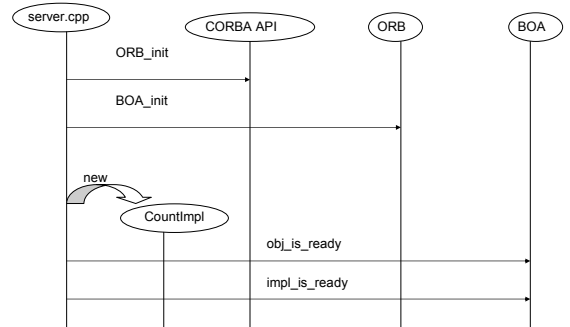 server.cpp
CORBA API
ORB
BOA
ORB_init
BOA_init
new
CountImpl
obj_is_ready
impl_is_ready